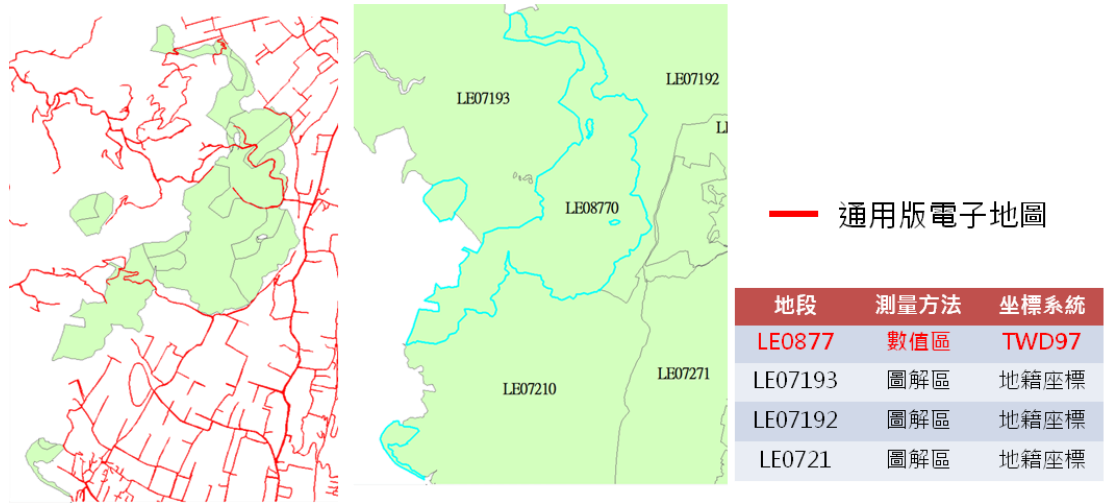 LE07193
LE07192
LE08770
LE07210
LE07271
通用版電子地圖
地段 測量方法 坐標系統
LE0877 數值區 TWD97
LE07193 圖解區 地籍座標
LE07192 圖解區 地籍座標
LE0721 圖解區 地籍座標